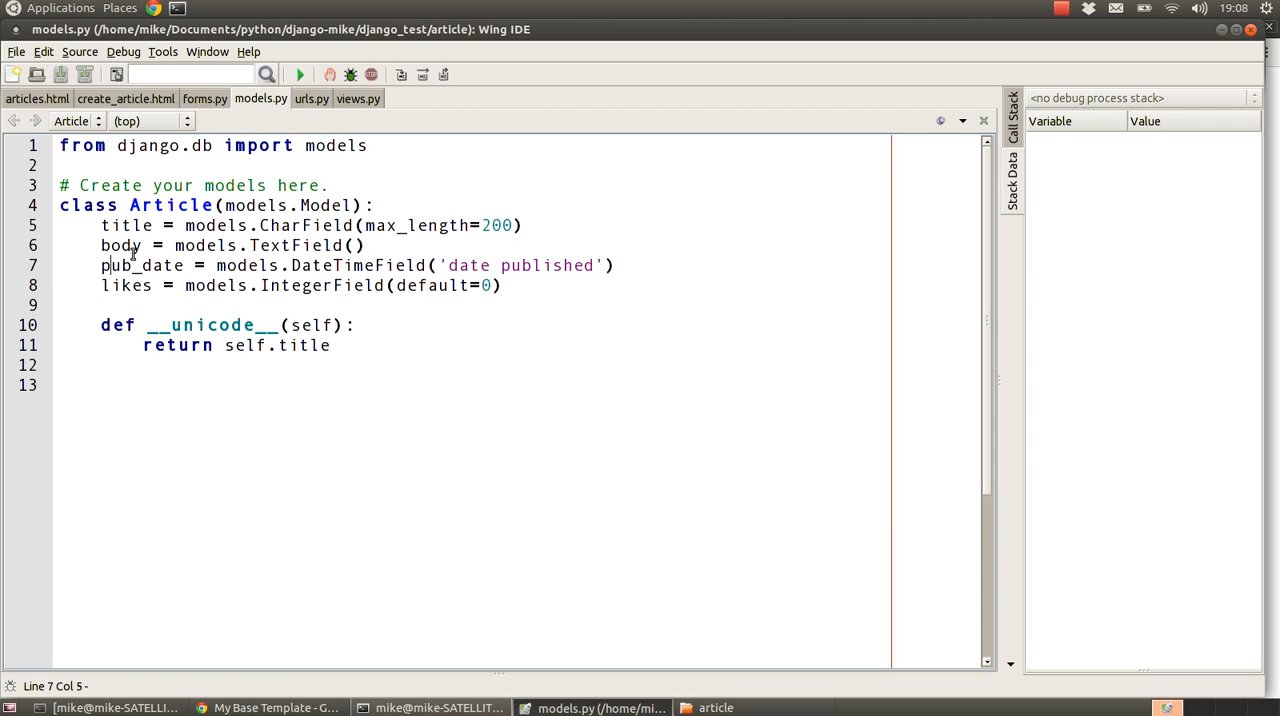 Applications Places 19:08
models.py (/home/mike/Documents/python/django-mike/django_test/article): Wing IDE
File Edit Source Debug Tools Window Help
articles.html create_article.html forms.py models.py urls.py views.py
Article (top)
1 from django.db import models
2
3 # Create your models here.
4 class Article(models.Model):
5 title = models.CharField(max_length=200)
6 body = models.TextField()
7 pub_date = models.DateTimeField('date published')
8 likes = models.IntegerField(default=0)
9
10 def __unicode__(self):
11 return self.title
12
13
Call Stack
Stack Data
<no debug process stack>
Variable Value
Line 7 Col 5-
[mike@mike-SATELLI... My Base Template - G... mike@mike-SATELLIT... models.py (/home/mi... article